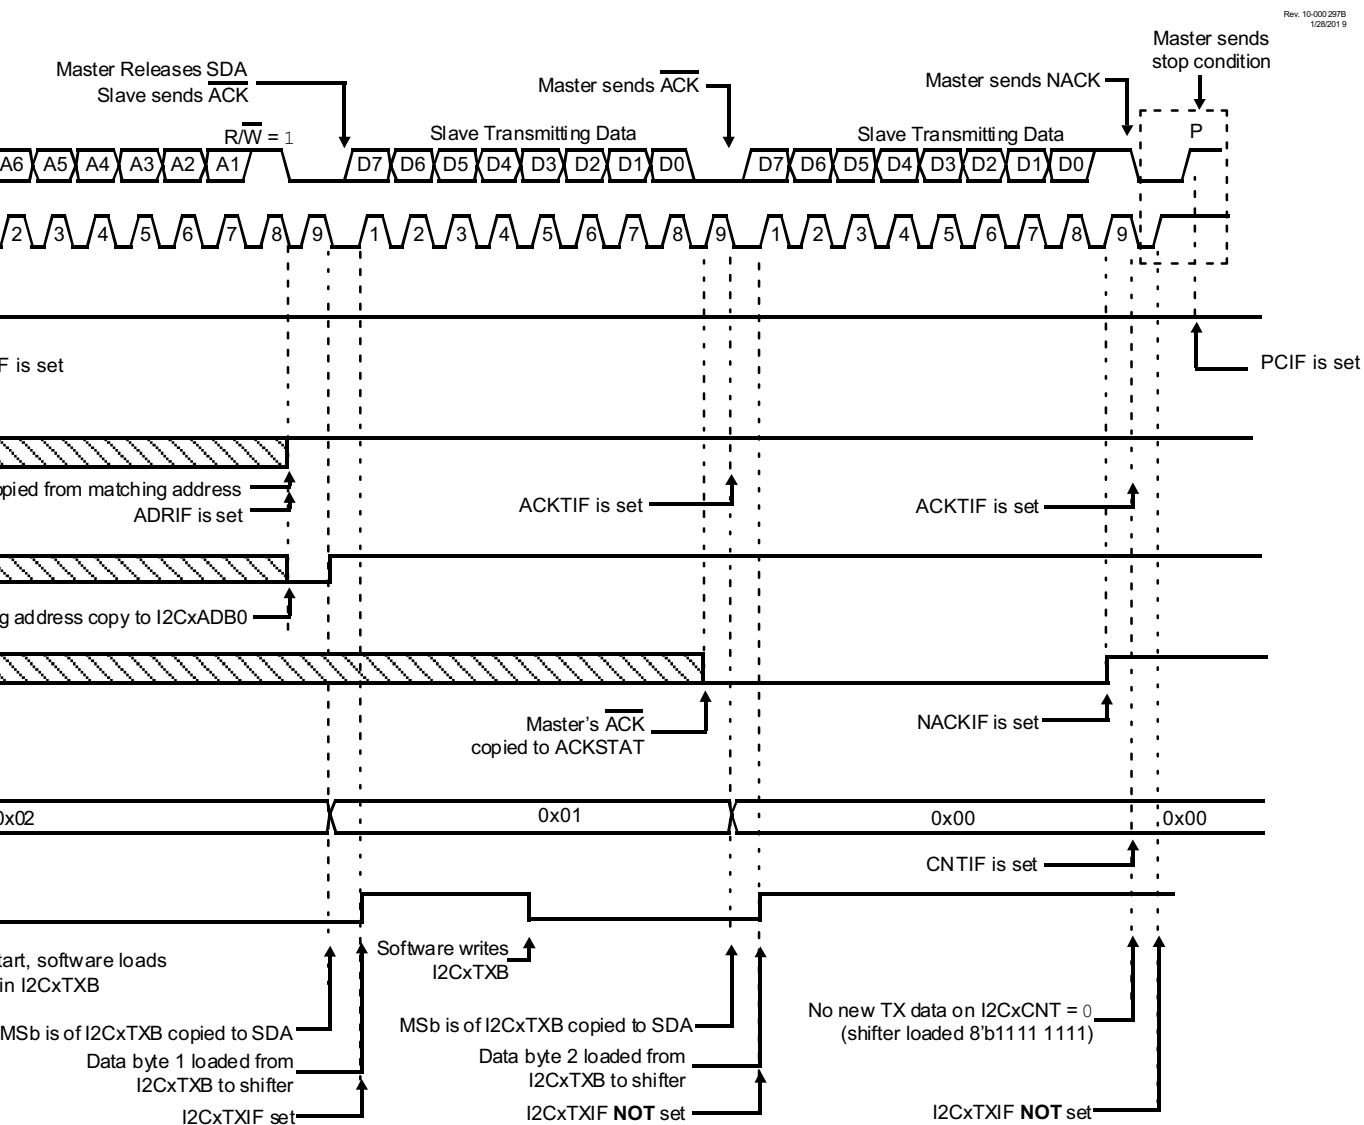 Rev. 10-000 297B
1/28/201 9
Master sends
stop condition
Master Releases SDA
Slave sends ACK
Master sends ACK
Master sends NACK
R/W = 1
Slave Transmitting Data
Slave Transmitting Data
P
A6 A5 A4 A3 A2 A1 D7 D6 D5 D4 D3 D2 D1 D0 D7 D6 D5 D4 D3 D2 D1 D0
2 3 4 5 6 7 8 9 1 2 3 4 5 6 7 8 9 1 2 3 4 5 6 7 8 9
F is set
PCIF is set
opied from matching address
ADRIF is set
ACKTIF is set
ACKTIF is set
g address copy to I2CxADB0
Master's ACK
copied to ACKSTAT
NACKIF is set
0x02
0x01
0x00
0x00
CNTIF is set
tart, software loads
in I2CxTXB
Software writes
I2CxTXB
MSb is of I2CxTXB copied to SDA
Data byte 1 loaded from
I2CxTXB to shifter
I2CxTXIF set
MSb is of I2CxTXB copied to SDA
Data byte 2 loaded from
I2CxTXB to shifter
I2CxTXIF NOT set
No new TX data on I2CxCNT = 0
(shifter loaded 8'b1111 1111)
I2CxTXIF NOT set